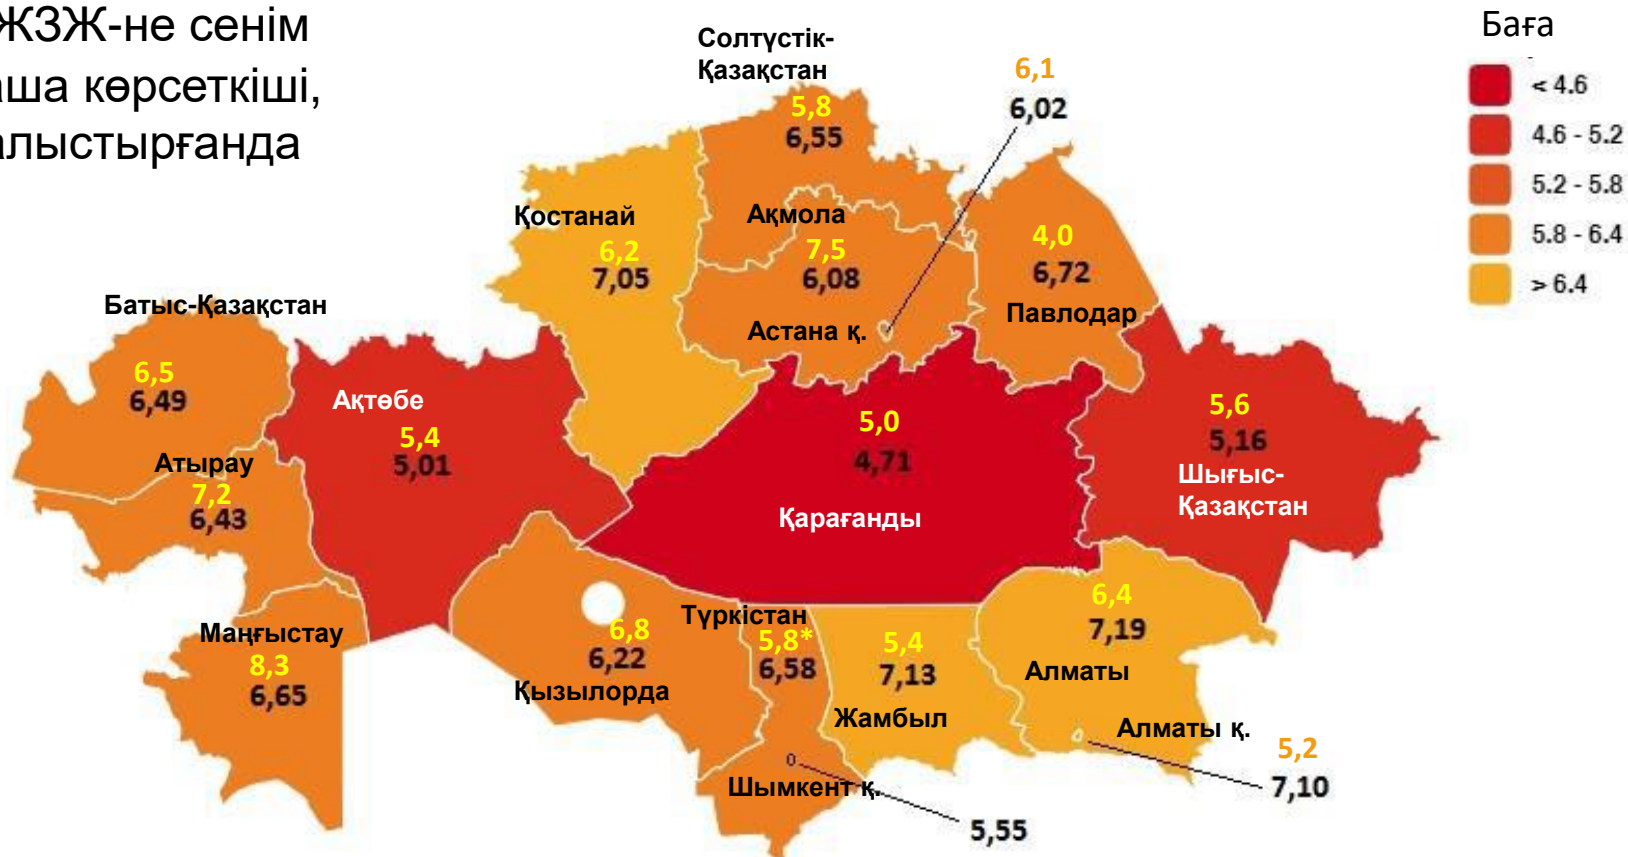 ЖЗЖ-не сенім
аша көрсеткіші,
алыстырғанда
Баға
< 4.6
4.6 - 5.2
5.2 - 5.8
5.8 - 6.4
> 6.4
Солтүстік-
Қазақстан
5,8
6,55
6,1
6,02
Қостанай
6,2
7,05
Ақмола
7,5
6,08
Астана қ.
4,0
6,72
Павлодар
Батыс-Қазақстан
6,5
6,49
Ақтөбе
5,4
5,01
5,0
4,71
Қарағанды
5,6
5,16
Шығыс-
Қазақстан
Атырау
7,2
6,43
Маңғыстау
8,3
6,65
6,8
6,22
Қызылорда
Түркістан
5,8*
6,58
5,4
7,13
Жамбыл
6,4
7,19
Алматы
Алматы қ.
5,2
7,10
Шымкент қ.
5,55